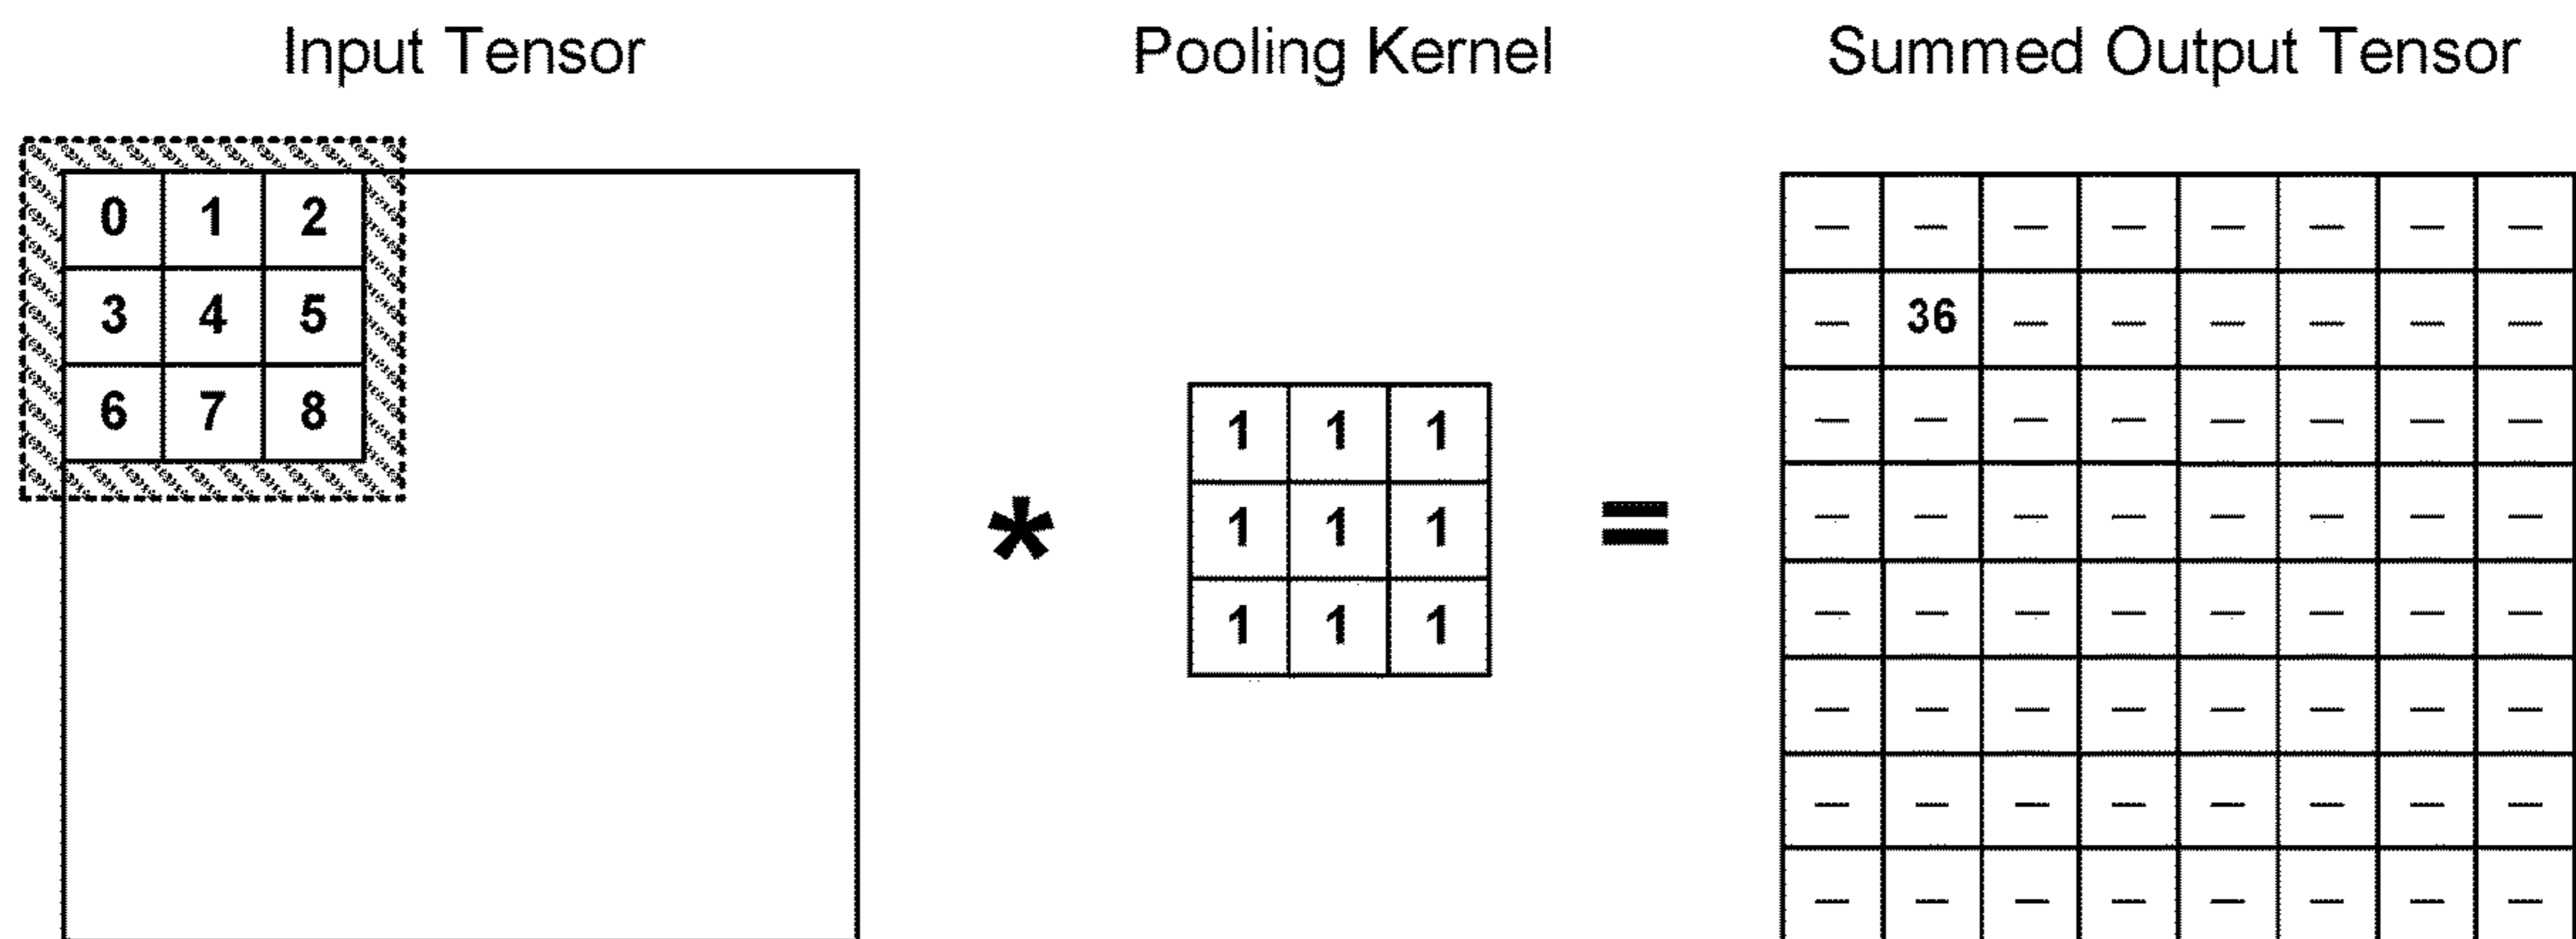 Input Tensor Pooling Kernel Summed Output Tensor
0 1 2
3 4 5
6 7 8
*
1 1 1
1 1 1
1 1 1
=
— — — — — — — —
— 36 — — — — — —
— — — — — — — —
— — — — — — — —
— — — — — — — —
— — — — — — — —
— — — — — — — —
— — — — — — — —